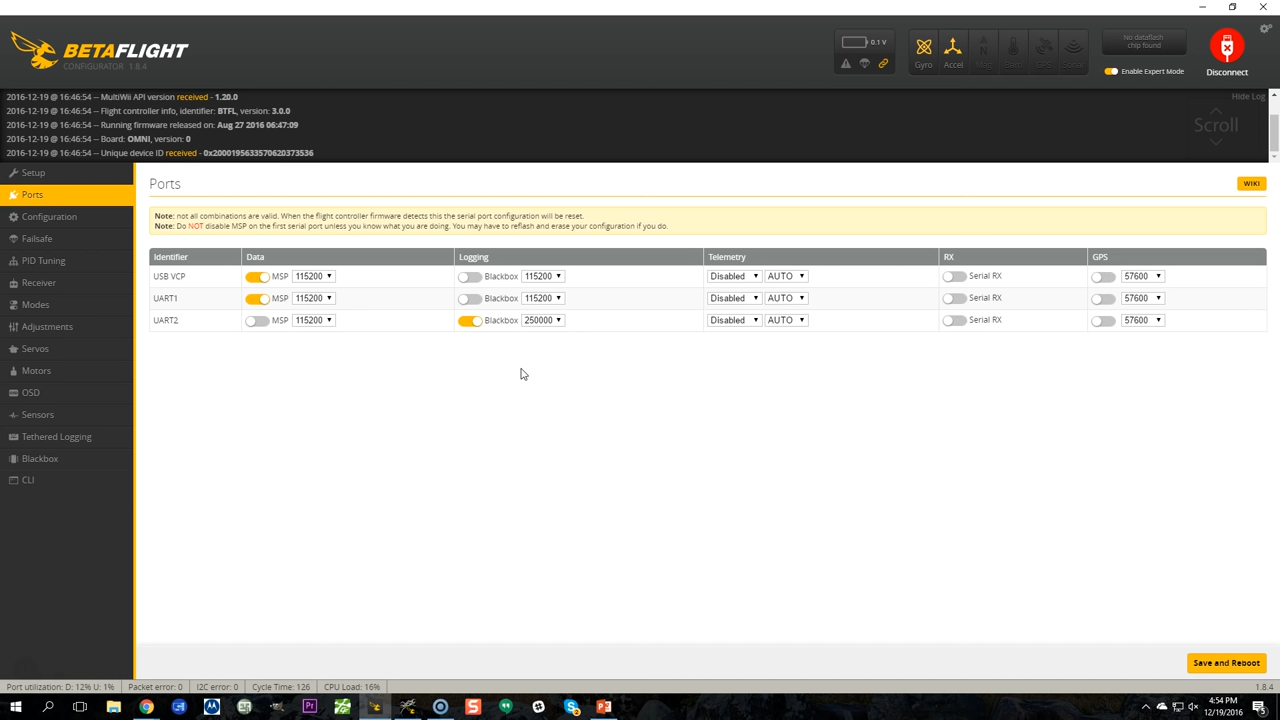 BETAFLIGHT
CONFIGURATOR 1.8.4
0.1 V
Gyro
Accel
Mag
Baro
GPS
Sonar
No dataflash
chip found
Enable Expert Mode
Disconnect
2016-12-19 @ 16:46:54 -- MultiWii API version received - 1.20.0
Hide Log
2016-12-19 @ 16:46:54 -- Flight controller info, identifier: BTFL, version: 3.0.0
2016-12-19 @ 16:46:54 -- Running firmware released on: Aug 27 2016 06:47:09
Scroll
2016-12-19 @ 16:46:54 -- Board: OMNI, version: 0
2016-12-19 @ 16:46:54 -- Unique device ID received - 0x2000195633570620373536
Setup
Ports
Configuration
Failsafe
PID Tuning
Receiver
Modes
Adjustments
Servos
Motors
OSD
Sensors
Tethered Logging
Blackbox
CLI
Ports
WIKI
Note: not all combinations are valid. When the flight controller firmware detects this the serial port configuration will be reset.
Note: Do NOT disable MSP on the first serial port unless you know what you are doing. You may have to reflash and erase your configuration if you do.
Identifier Data Logging Telemetry RX GPS
USB VCP MSP 115200 Blackbox 115200 Disabled AUTO Serial RX 57600
UART1 MSP 115200 Blackbox 115200 Disabled AUTO Serial RX 57600
UART2 MSP 115200 Blackbox 250000 Disabled AUTO Serial RX 57600
Save and Reboot
Port utilization: D: 12% U: 1% Packet error: 0 I2C error: 0 Cycle Time: 126 CPU Load: 16% 1.8.4
4:54 PM
12/19/2016